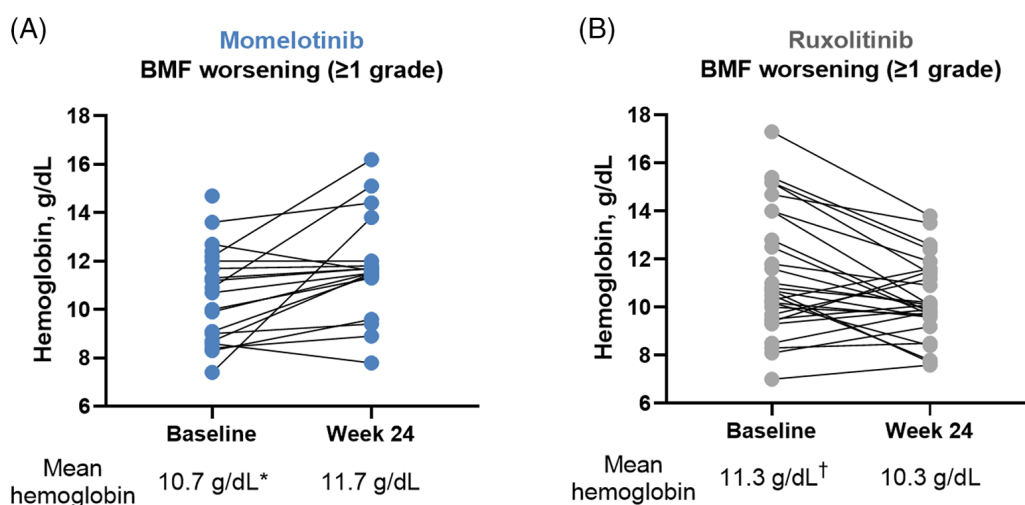 (A)
Momelotinib
BMF worsening (≥1 grade)
Hemoglobin, g/dL
18
16
14
12
10
8
6
Baseline Week 24
Mean hemoglobin 10.7 g/dL* 11.7 g/dL
(B)
Ruxolitinib
BMF worsening (≥1 grade)
Hemoglobin, g/dL
18
16
14
12
10
8
6
Baseline Week 24
Mean hemoglobin 11.3 g/dL† 10.3 g/dL